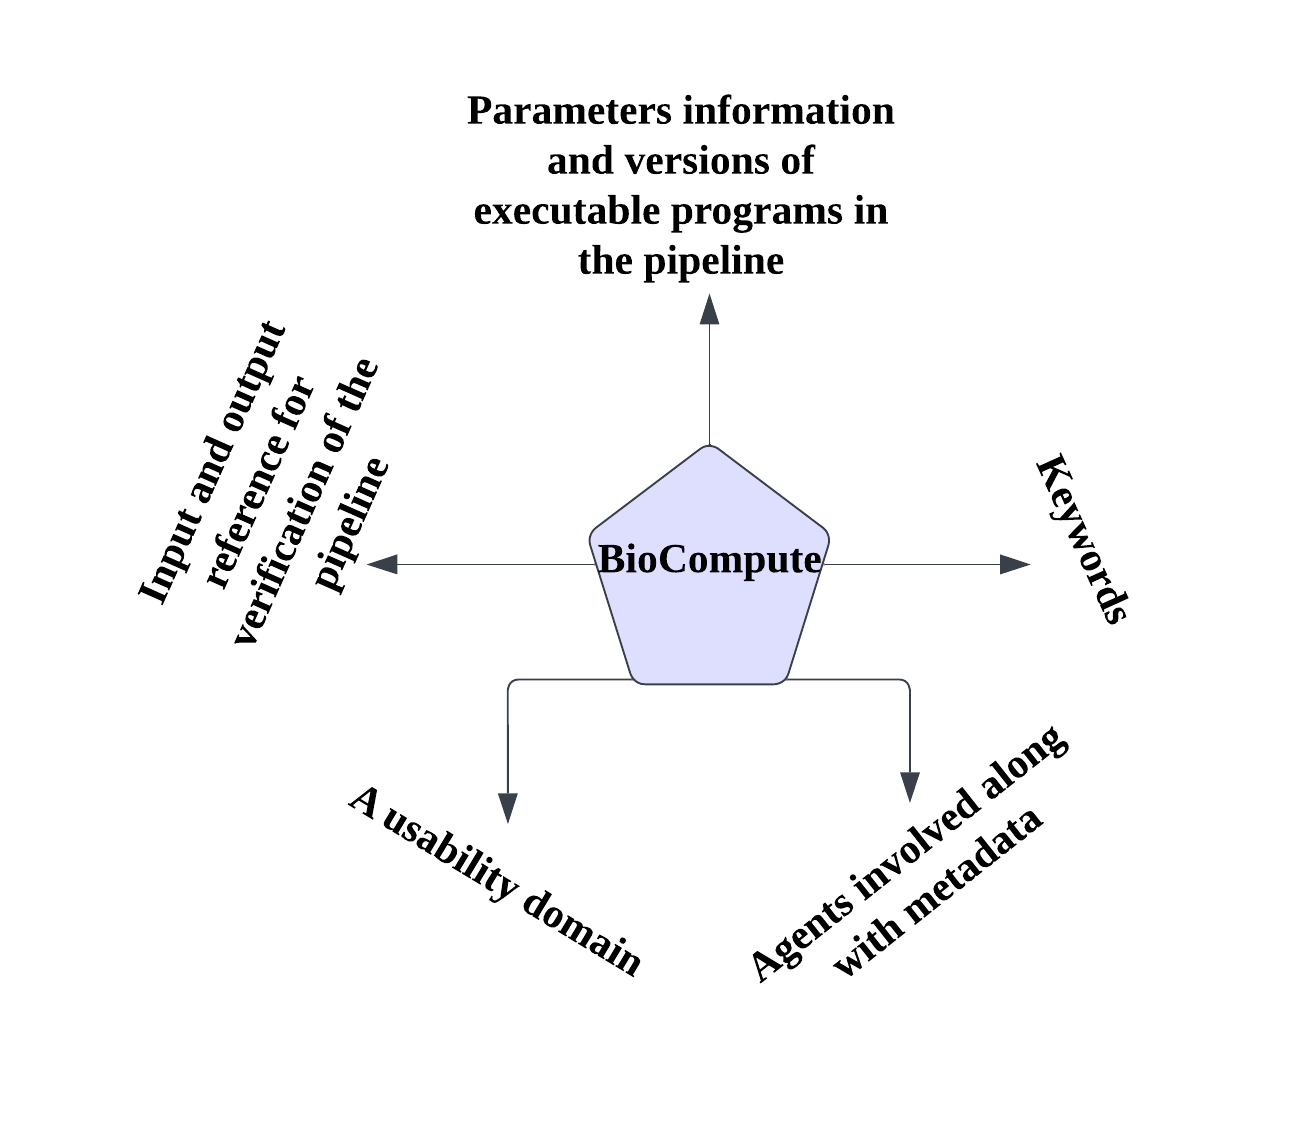 Parameters information
and versions of
executable programs in
the pipeline
Input and output
reference for
verification of the
pipeline
BioCompute
Keywords
A usability domain
Agents involved along
with metadata